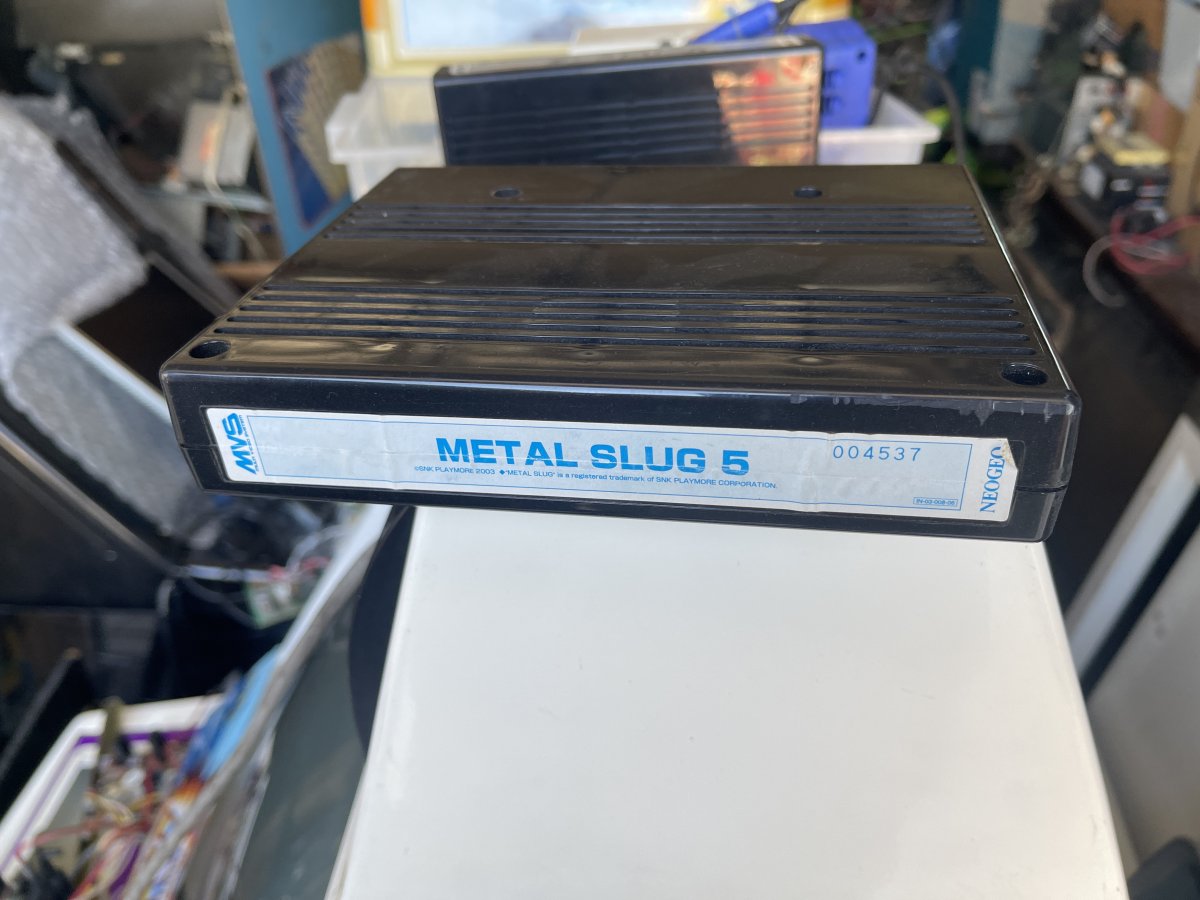 MVS
METAL SLUG 5
004537
©SNK PLAYMORE 2003 ◆"METAL SLUG" is a registered trademark of SNK PLAYMORE CORPORATION.
NEOGEO